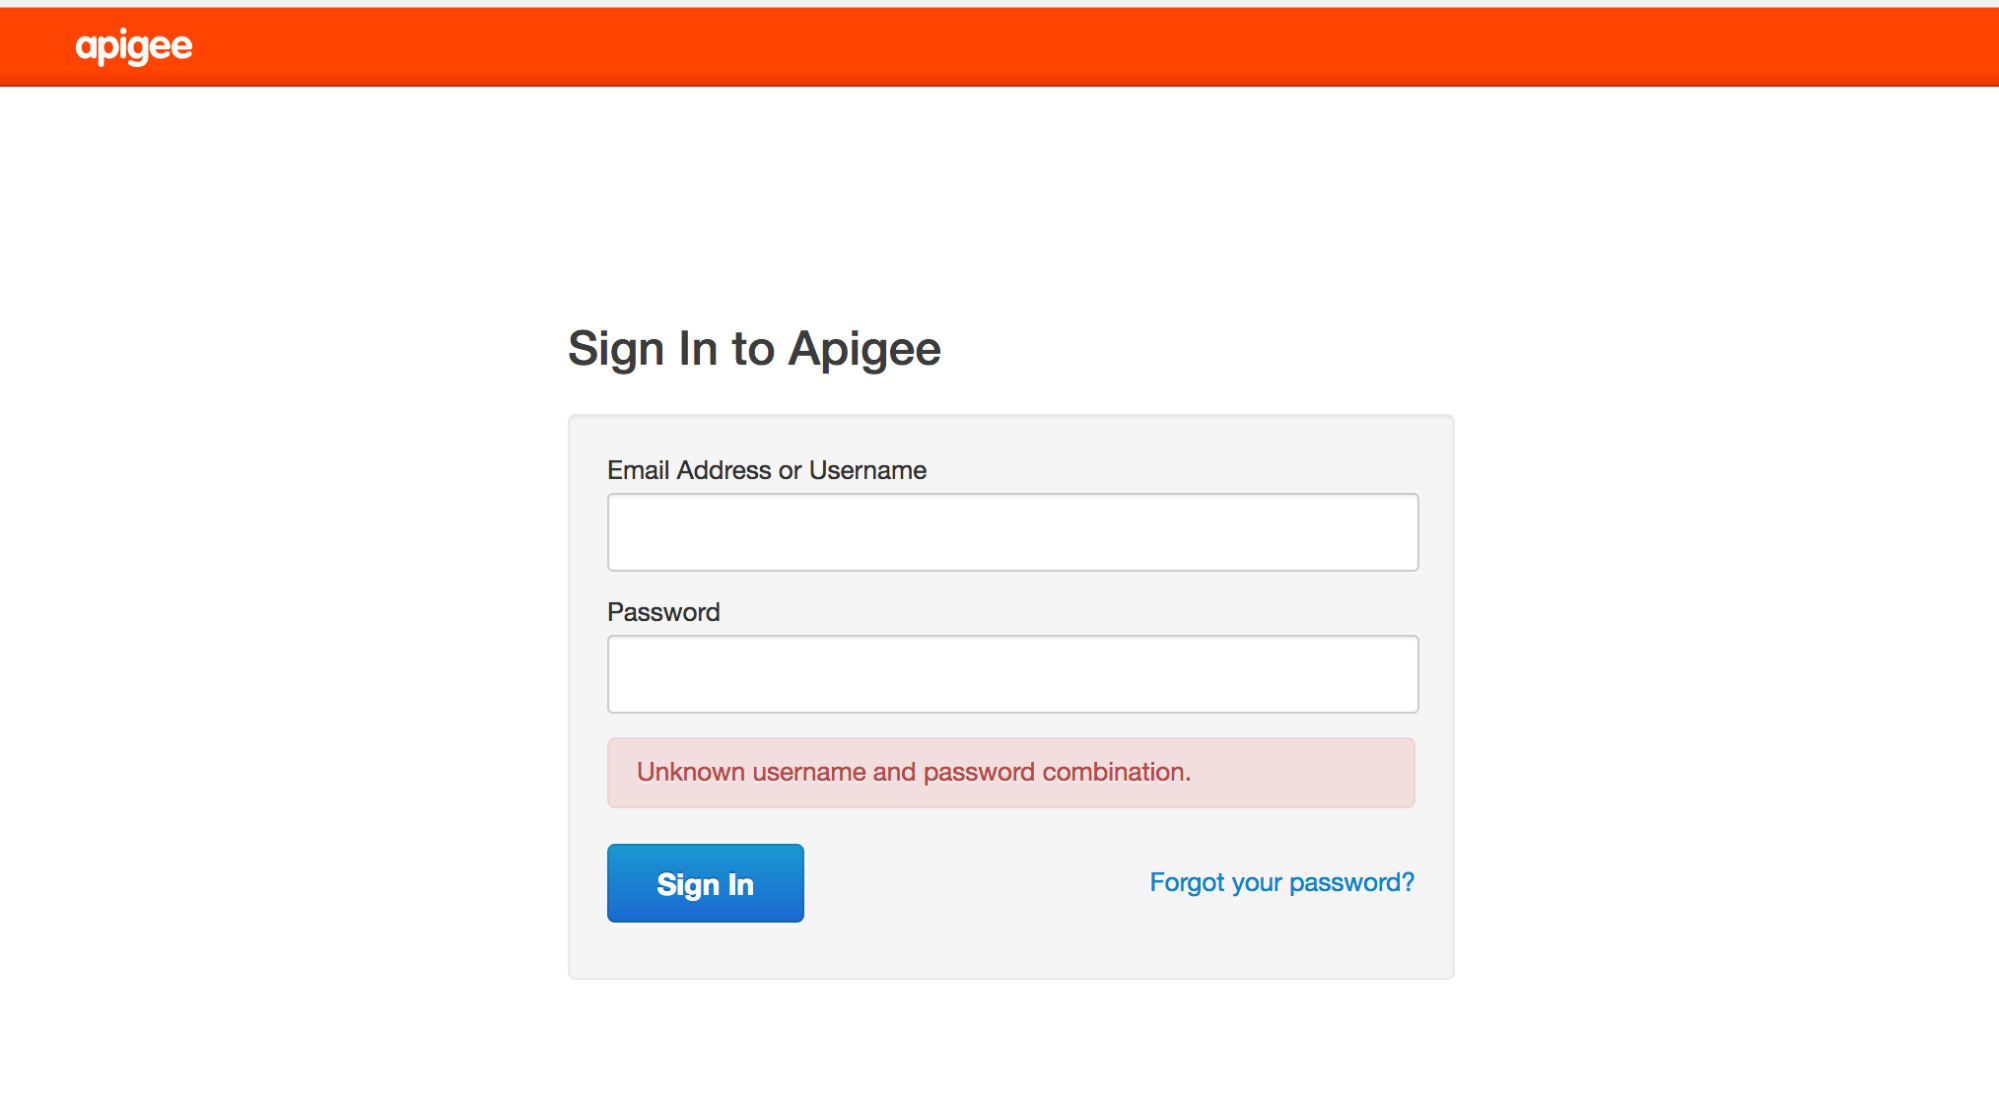 apigee
Sign In to Apigee
Email Address or Username
Password
Unknown username and password combination.
Sign In
Forgot your password?